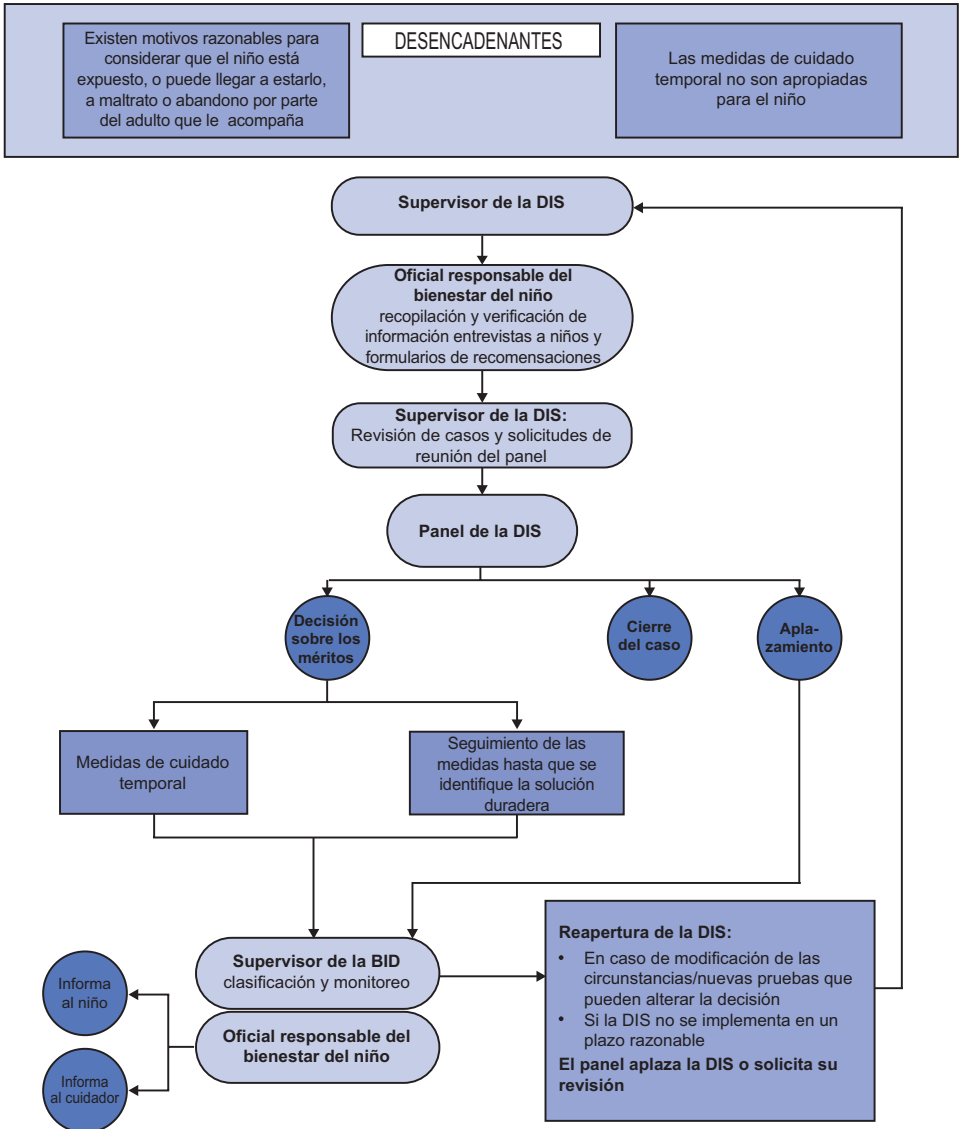 Existen motivos razonables para
considerar que el niño está
expuesto, o puede llegar a estarlo,
a maltrato o abandono por parte
del adulto que le acompaña
DESENCADENANTES
Las medidas de cuidado
temporal no son apropiadas
para el niño
Supervisor de la DIS
Oficial responsable del
bienestar del niño
recopilación y verificación de
información entrevistas a niños y
formularios de recomensaciones
Supervisor de la DIS:
Revisión de casos y solicitudes de
reunión del panel
Panel de la DIS
Decisión
sobre los
méritos
Cierre
del caso
Apla-
zamiento
Medidas de cuidado
temporal
Seguimiento de las
medidas hasta que se
identifique la solución
duradera
Supervisor de la BID
clasificación y monitoreo
Oficial responsable del
bienestar del niño
Informa
al niño
Informa
al cuidador
Reapertura de la DIS:
• En caso de modificación de las
circunstancias/nuevas pruebas que
pueden alterar la decisión
• Si la DIS no se implementa en un
plazo razonable
El panel aplaza la DIS o solicita su
revisión